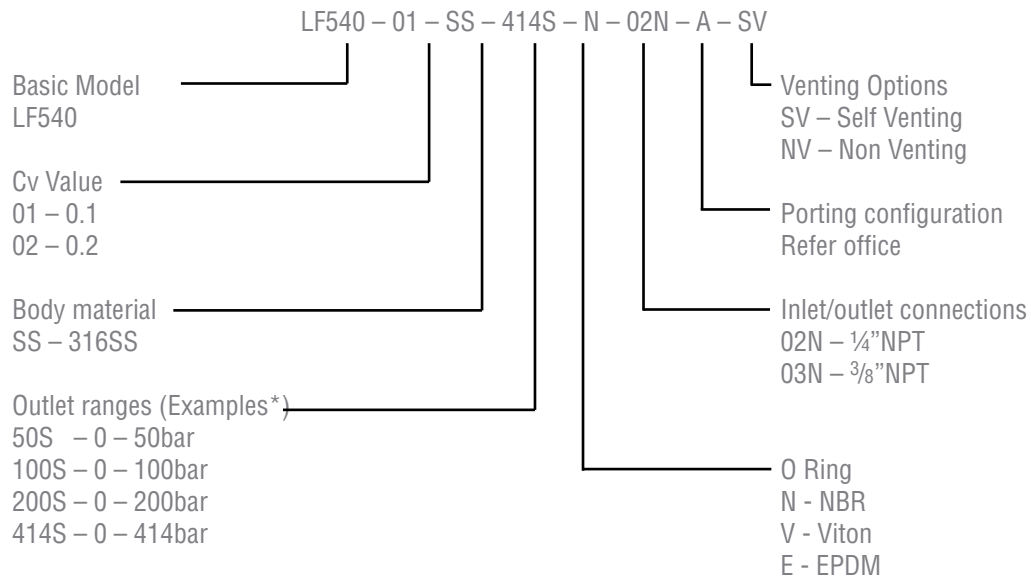 LF540 – 01 – SS – 414S – N – 02N – A – SV
Basic Model
LF540
Cv Value
01 – 0.1
02 – 0.2
Body material
SS – 316SS
Outlet ranges (Examples*)
50S – 0 – 50bar
100S – 0 – 100bar
200S – 0 – 200bar
414S – 0 – 414bar
Venting Options
SV – Self Venting
NV – Non Venting
Porting configuration
Refer office
Inlet/outlet connections
02N – ¼”NPT
03N – 3/8”NPT
O Ring
N - NBR
V - Viton
E - EPDM